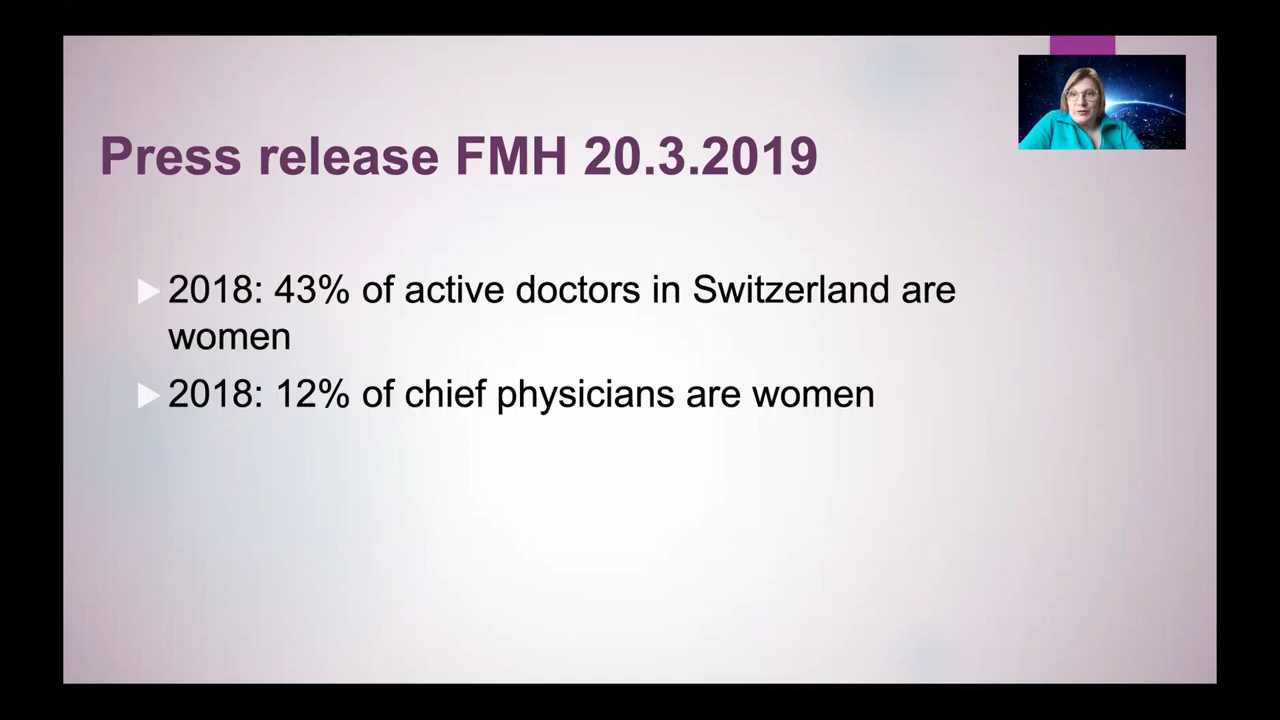 Press release FMH 20.3.2019
2018: 43% of active doctors in Switzerland are
women
2018: 12% of chief physicians are women